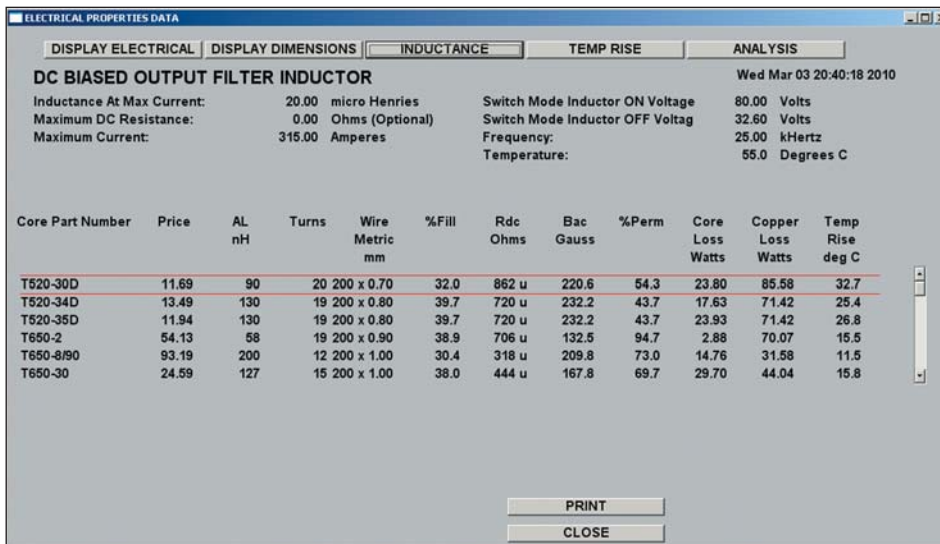 ELECTRICAL PROPERTIES DATA
DISPLAY ELECTRICAL DISPLAY DIMENSIONS INDUCTANCE TEMP RISE ANALYSIS
DC BIASED OUTPUT FILTER INDUCTOR Wed Mar 03 20:40:18 2010
Inductance At Max Current: 20.00 micro Henries Switch Mode Inductor ON Voltage 80.00 Volts
Maximum DC Resistance: 0.00 Ohms (Optional) Switch Mode Inductor OFF Voltag 32.60 Volts
Maximum Current: 315.00 Amperes Frequency: 25.00 kHertz
Temperature: 55.0 Degrees C
Core Part Number Price AL Turns Wire %Fill Rdc Bac %Perm Core Copper Temp
nH Metric Ohms Gauss Loss Loss Rise
mm Watts Watts deg C
T520-30D 11.69 90 20 200 x 0.70 32.0 862 u 220.6 54.3 23.80 85.58 32.7
T520-34D 13.49 130 19 200 x 0.80 39.7 720 u 232.2 43.7 17.63 71.42 25.4
T520-35D 11.94 130 19 200 x 0.80 39.7 720 u 232.2 43.7 23.93 71.42 26.8
T650-2 54.13 58 19 200 x 0.90 38.9 706 u 132.5 94.7 2.88 70.07 15.5
T650-8/90 93.19 200 12 200 x 1.00 30.4 318 u 209.8 73.0 14.76 31.58 11.5
T650-30 24.59 127 15 200 x 1.00 38.0 444 u 167.8 69.7 29.70 44.04 15.8
PRINT
CLOSE